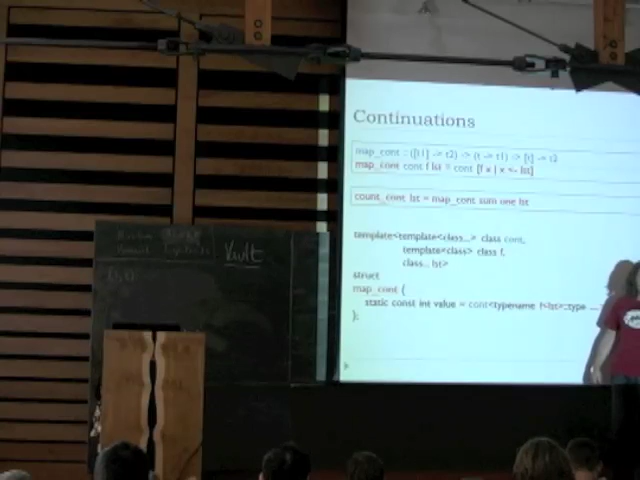 Continuations
map_cont :: ([t1] -> t2) -> (t -> t1) -> [t] -> t2
map_cont cont f lst = cont [f x | x <- lst]
count_cont lst = map_cont sum one lst
template<template<class...> class cont,
template<class> class f,
class... lst>
struct
map_cont {
static const int value = cont<typename f<lst>::type ...
};
Vault